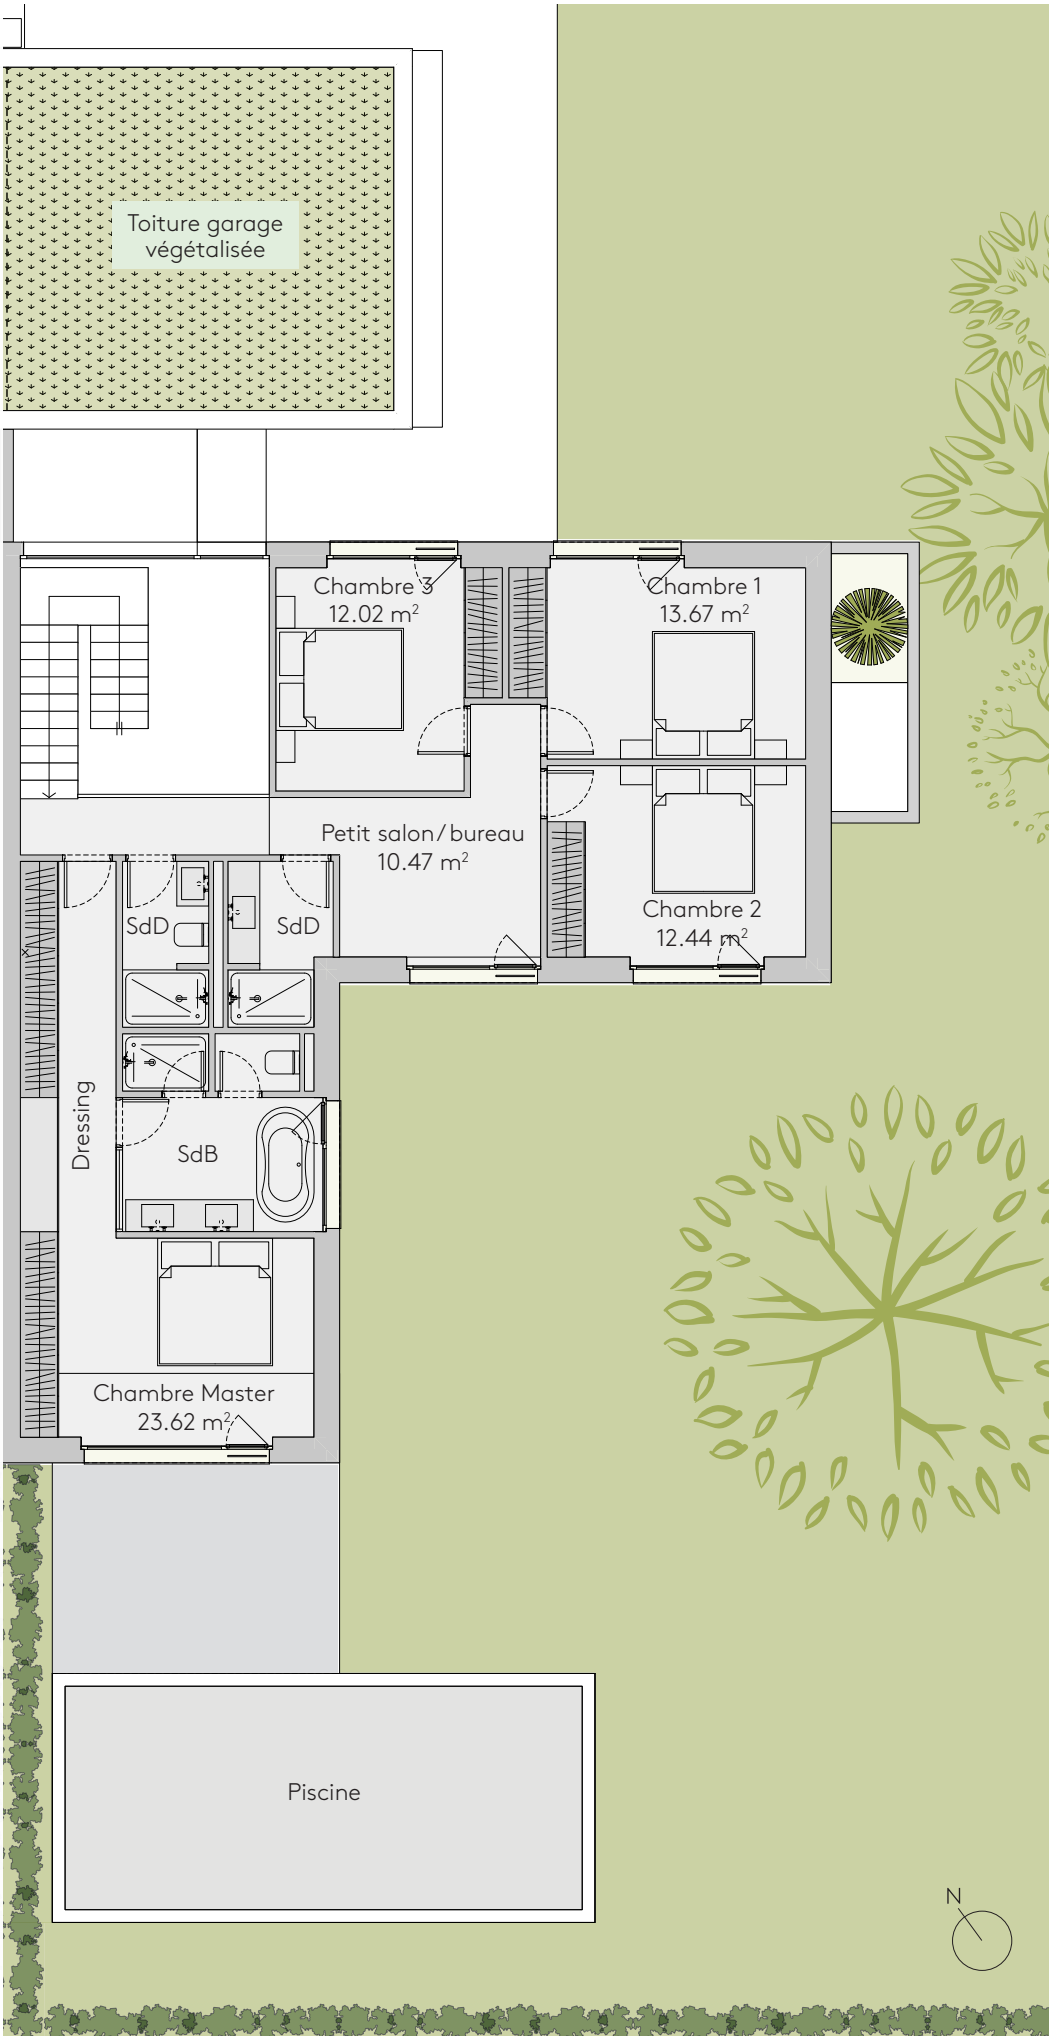 Toiture garage
végétalisée
Chambre 3
12.02 m²
Chambre 1
13.67 m²
Petit salon/bureau
10.47 m²
Chambre 2
12.44 m²
SdD
SdD
Dressing
SdB
Chambre Master
23.62 m²
Piscine
N